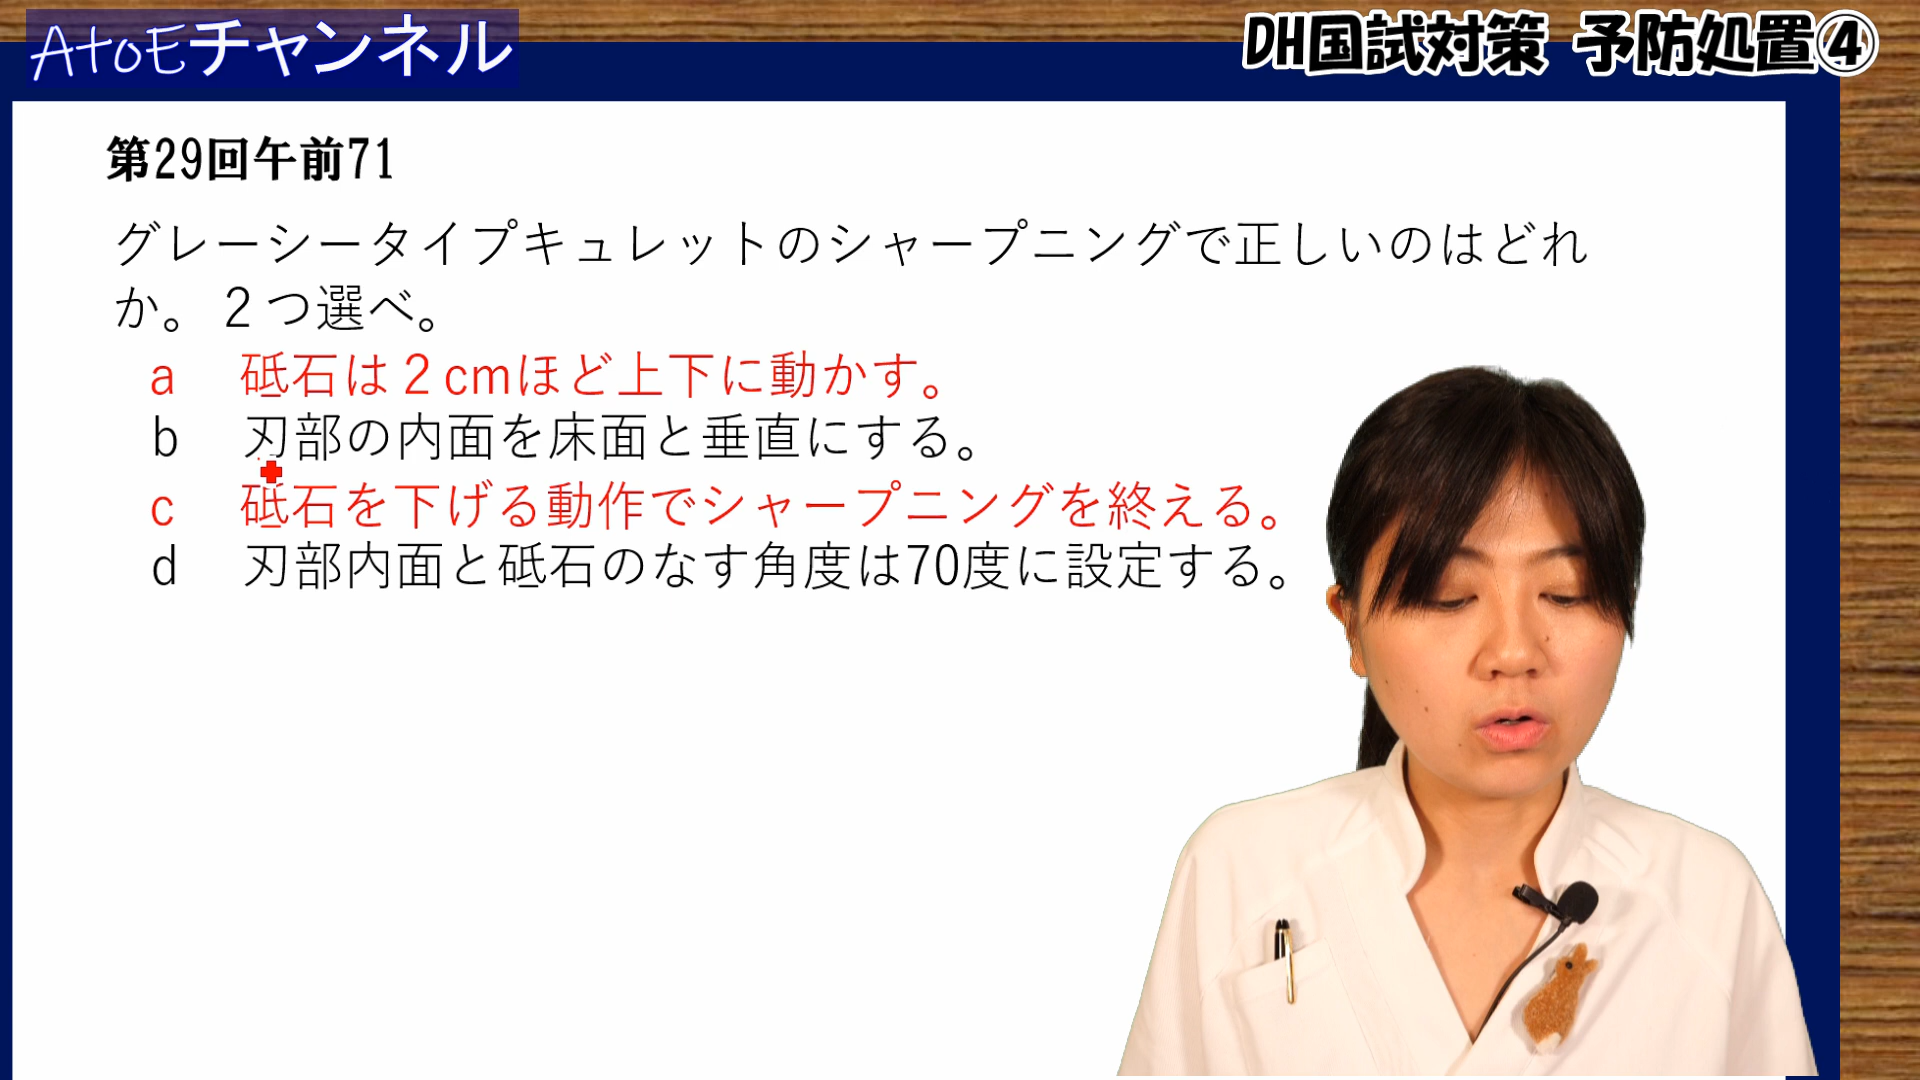 AtoEチャンネル
DH国試対策 予防処置④
第29回午前71
グレーシータイプキュレットのシャープニングで正しいのはどれ
か。２つ選べ。
a 砥石は２cmほど上下に動かす。
b 刃部の内面を床面と垂直にする。
c 砥石を下げる動作でシャープニングを終える。
d 刃部内面と砥石のなす角度は70度に設定する。